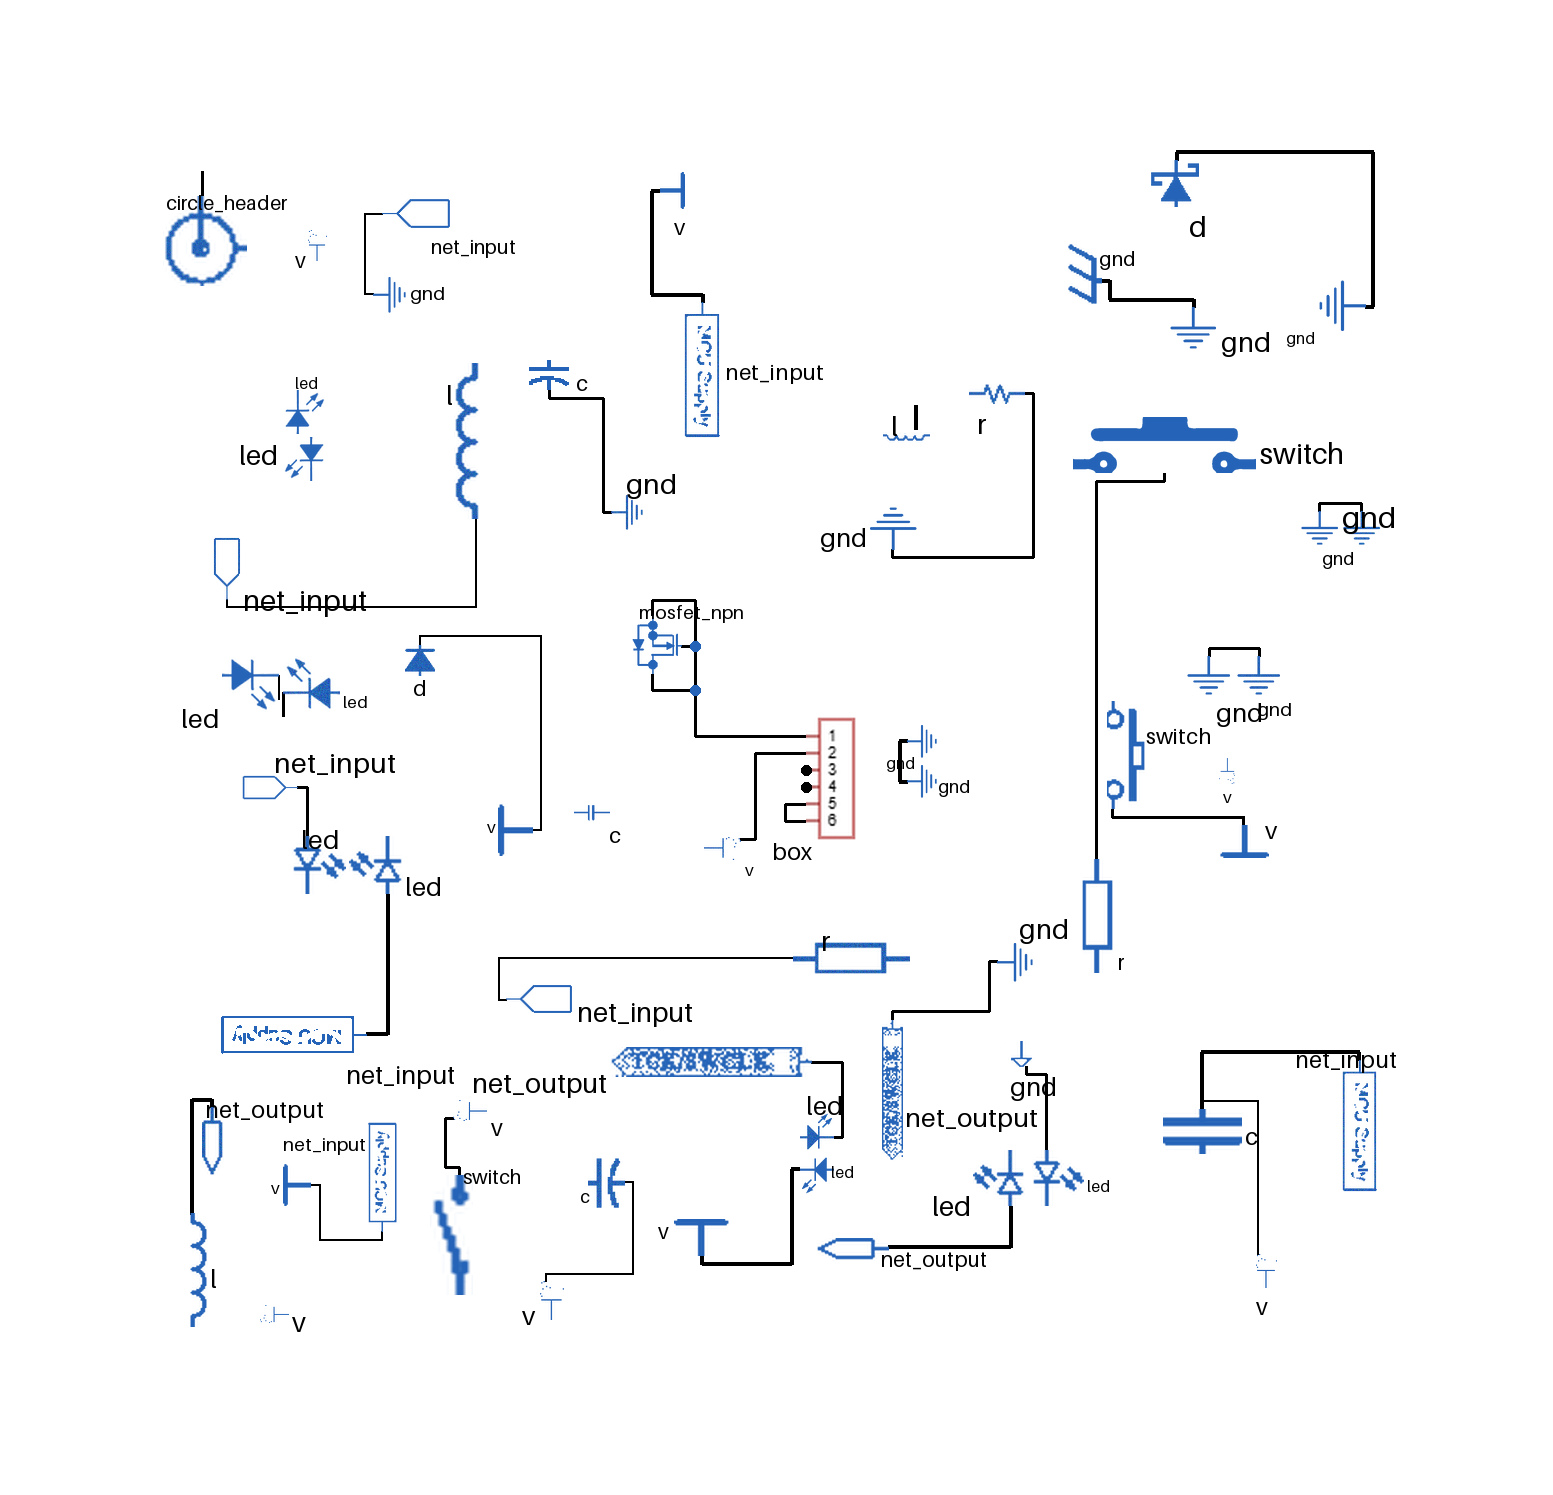 circle_header
v
net_input
gnd
v
net_input
d
gnd
gnd
gnd
led
led
l
c
gnd
l
r
gnd
switch
gnd
gnd
net_input
mosfet_npn
led
led
d
net_input
led
led
v
c
1
2
3
4
5
6
box
v
gnd
gnd
gnd
gnd
switch
v
v
r
r
gnd
net_input
net_input
net_output
net_output
gnd
net_input
c
net_output
net_input
v
v
switch
MCU Supply
l
v
c
v
led
led
v
net_output
led
led
v